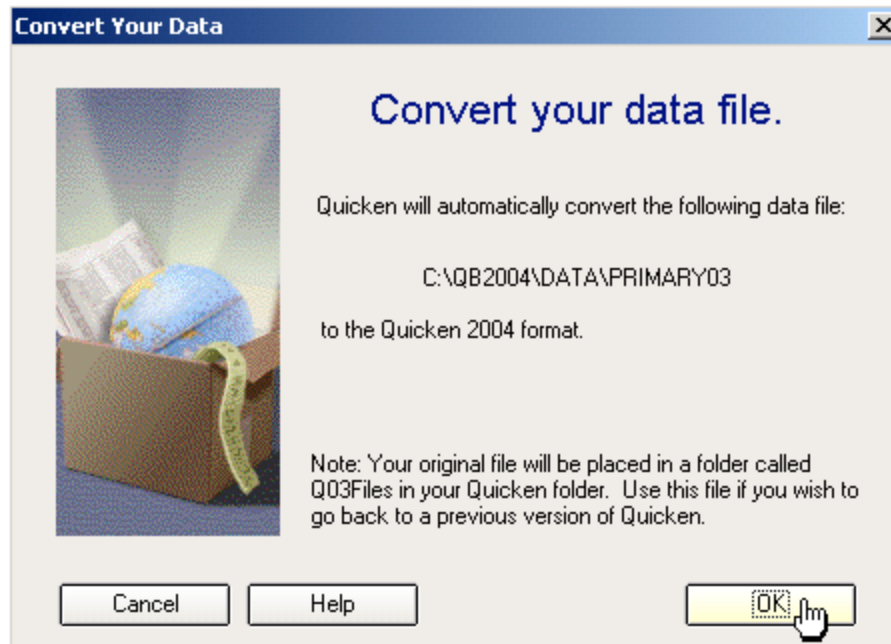 Convert Your Data
Convert your data file.
Quicken will automatically convert the following data file:
C:\QB2004\DATA\PRIMARY03
to the Quicken 2004 format.
Note: Your original file will be placed in a folder called
Q03Files in your Quicken folder.  Use this file if you wish to
go back to a previous version of Quicken.
Cancel
Help
OK